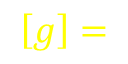 [g] =